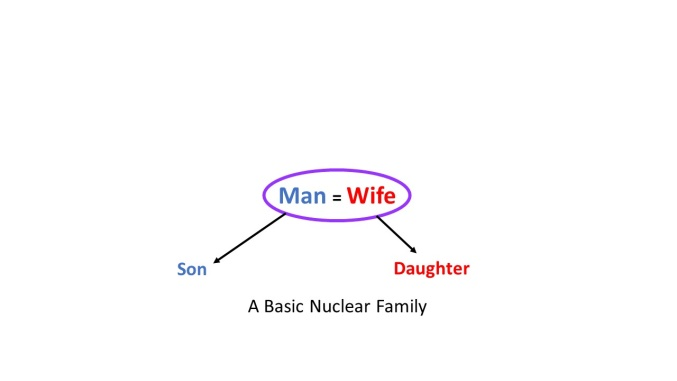 Man = Wife
Son
Daughter
A Basic Nuclear Family